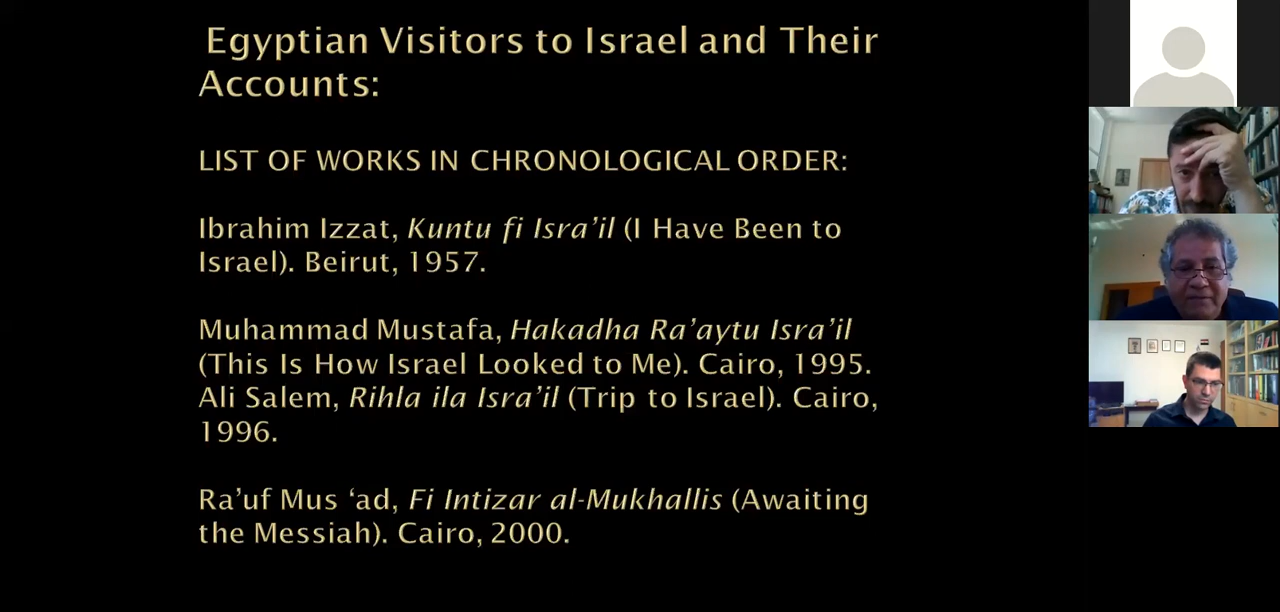 Egyptian Visitors to Israel and Their
Accounts:
LIST OF WORKS IN CHRONOLOGICAL ORDER:
Ibrahim Izzat, Kuntu fi Isra’il (I Have Been to
Israel). Beirut, 1957.
Muhammad Mustafa, Hakadha Ra’aytu Isra’il
(This Is How Israel Looked to Me). Cairo, 1995.
Ali Salem, Rihla ila Isra’il (Trip to Israel). Cairo,
1996.
Ra’uf Mus ‘ad, Fi Intizar al-Mukhallis (Awaiting
the Messiah). Cairo, 2000.